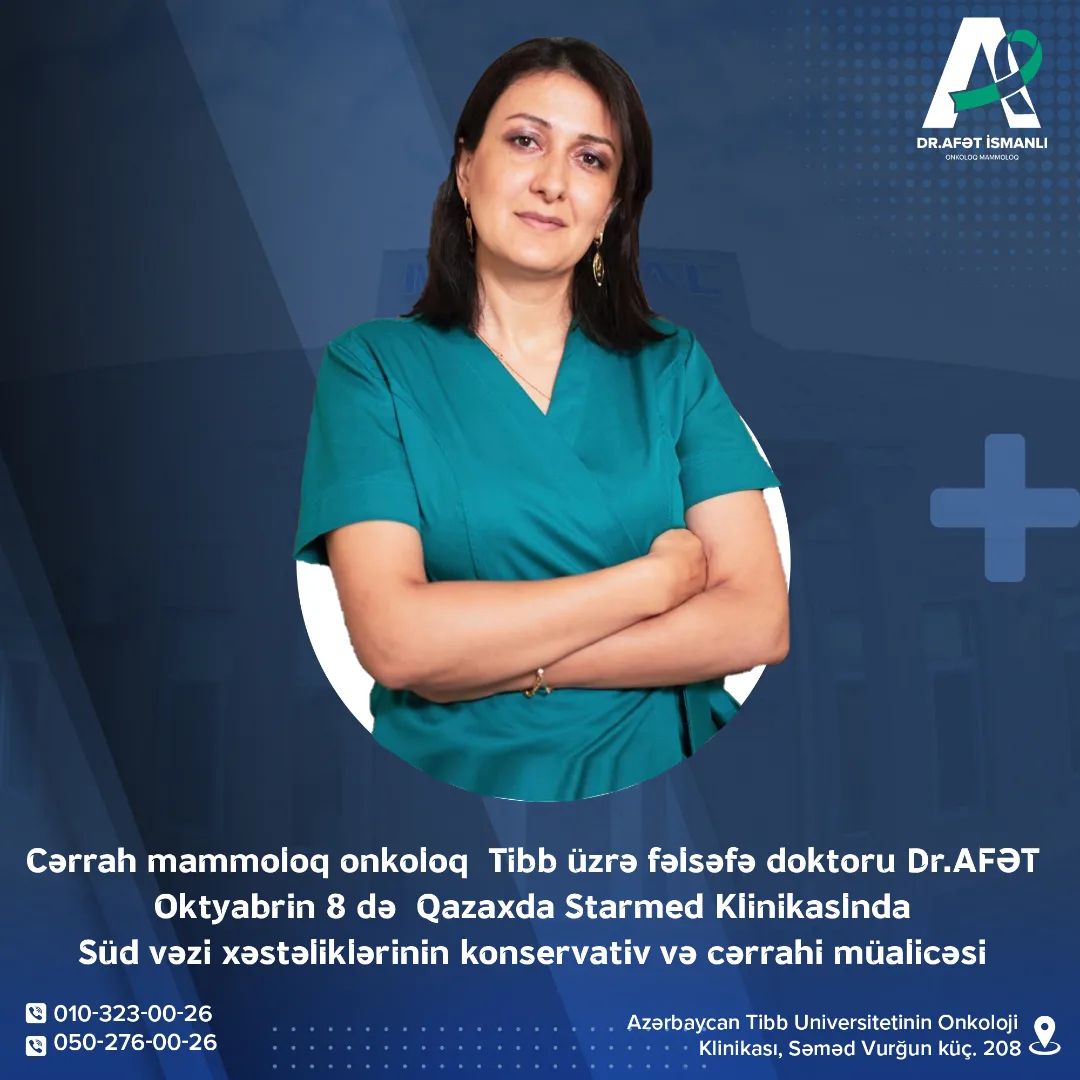 DR.AFƏT İSMANLI
ONKOLOQ MAMMOLOQ
Cərrah mammoloq onkoloq Tibb üzrə fəlsəfə doktoru Dr.AFƏT
Oktyabrin 8 də Qazaxda Starmed Klinikasinda
Süd vəzi xəstəliklərinin konservativ və cərrahi müalicəsi
010-323-00-26
050-276-00-26
Azərbaycan Tibb Universitetinin Onkoloji
Klinikası, Səməd Vurğun küç. 208